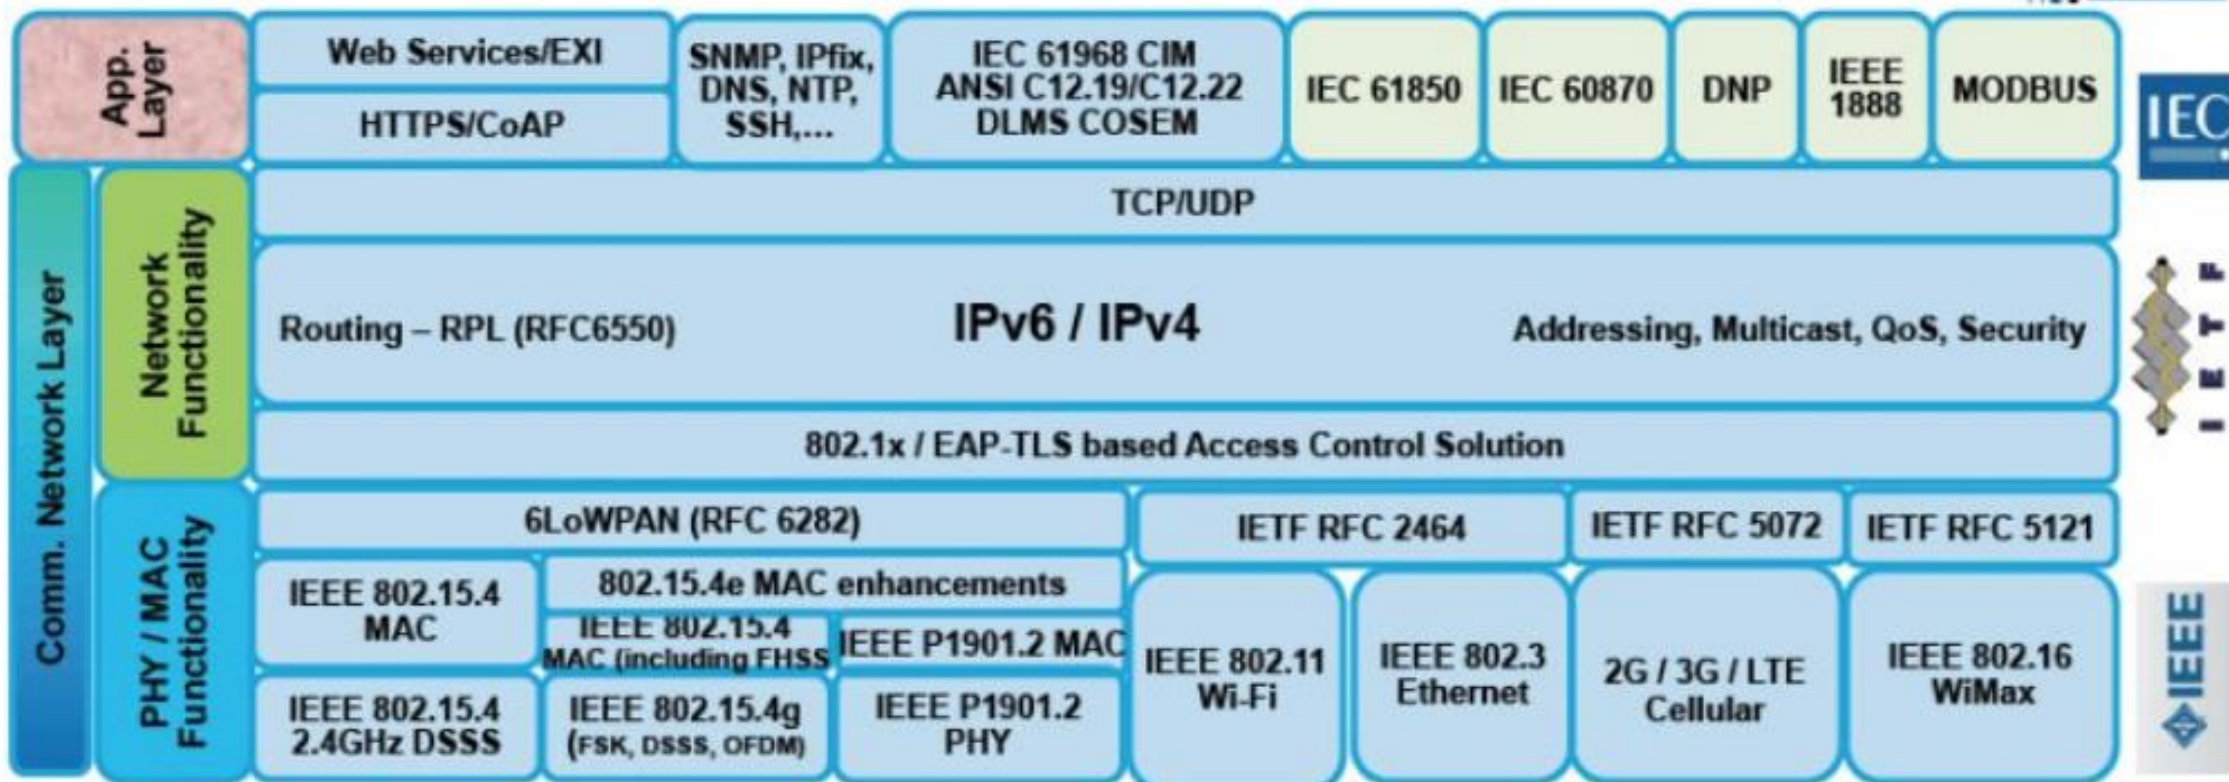 App.
Layer
Web Services/EXI
HTTPS/CoAP
SNMP, IPfix,
DNS, NTP,
SSH,...
IEC 61968 CIM
ANSI C12.19/C12.22
DLMS COSEM
IEC 61850
IEC 60870
DNP
IEEE
1888
MODBUS
IEC
Comm. Network Layer
Network
Functionality
TCP/UDP
Routing – RPL (RFC6550)
IPv6 / IPv4
Addressing, Multicast, QoS, Security
802.1x / EAP-TLS based Access Control Solution
I E T F
PHY / MAC
Functionality
6LoWPAN (RFC 6282)
IETF RFC 2464
IETF RFC 5072
IETF RFC 5121
IEEE 802.15.4
MAC
802.15.4e MAC enhancements
IEEE 802.15.4
MAC (including FHSS
IEEE P1901.2 MAC
IEEE 802.15.4
2.4GHz DSSS
IEEE 802.15.4g
(FSK, DSSS, OFDM)
IEEE P1901.2
PHY
IEEE 802.11
Wi-Fi
IEEE 802.3
Ethernet
2G / 3G / LTE
Cellular
IEEE 802.16
WiMax
IEEE